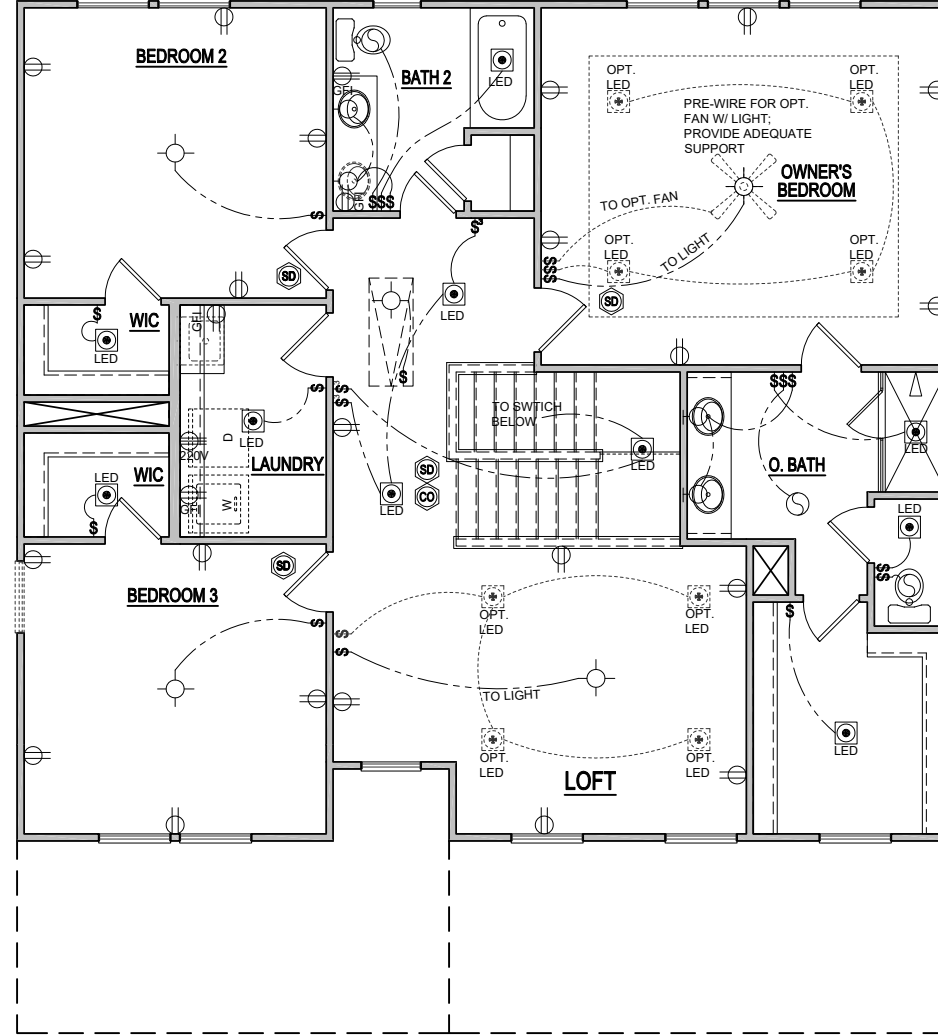 BEDROOM 2
BATH 2
LED
GFI
GFI
OPT.
LED
OPT.
LED
PRE-WIRE FOR OPT.
FAN W/ LIGHT;
PROVIDE ADEQUATE
SUPPORT
OWNER'S
BEDROOM
TO OPT. FAN
TO LIGHT
OPT.
LED
OPT.
LED
$$$
$
$
$$$
SD
SD
WIC
$
LED
GFI
LED
$
$
$
$
LED
D
220V
LAUNDRY
TO SWTICH
BELOW
LED
$$$
LED
O. BATH
WIC
LED
$
W
GFI
SD
CO
LED
LED
$$
SD
BEDROOM 3
$
$
$
OPT.
LED
OPT.
LED
$
TO LIGHT
OPT.
LED
OPT.
LED
LOFT
LED